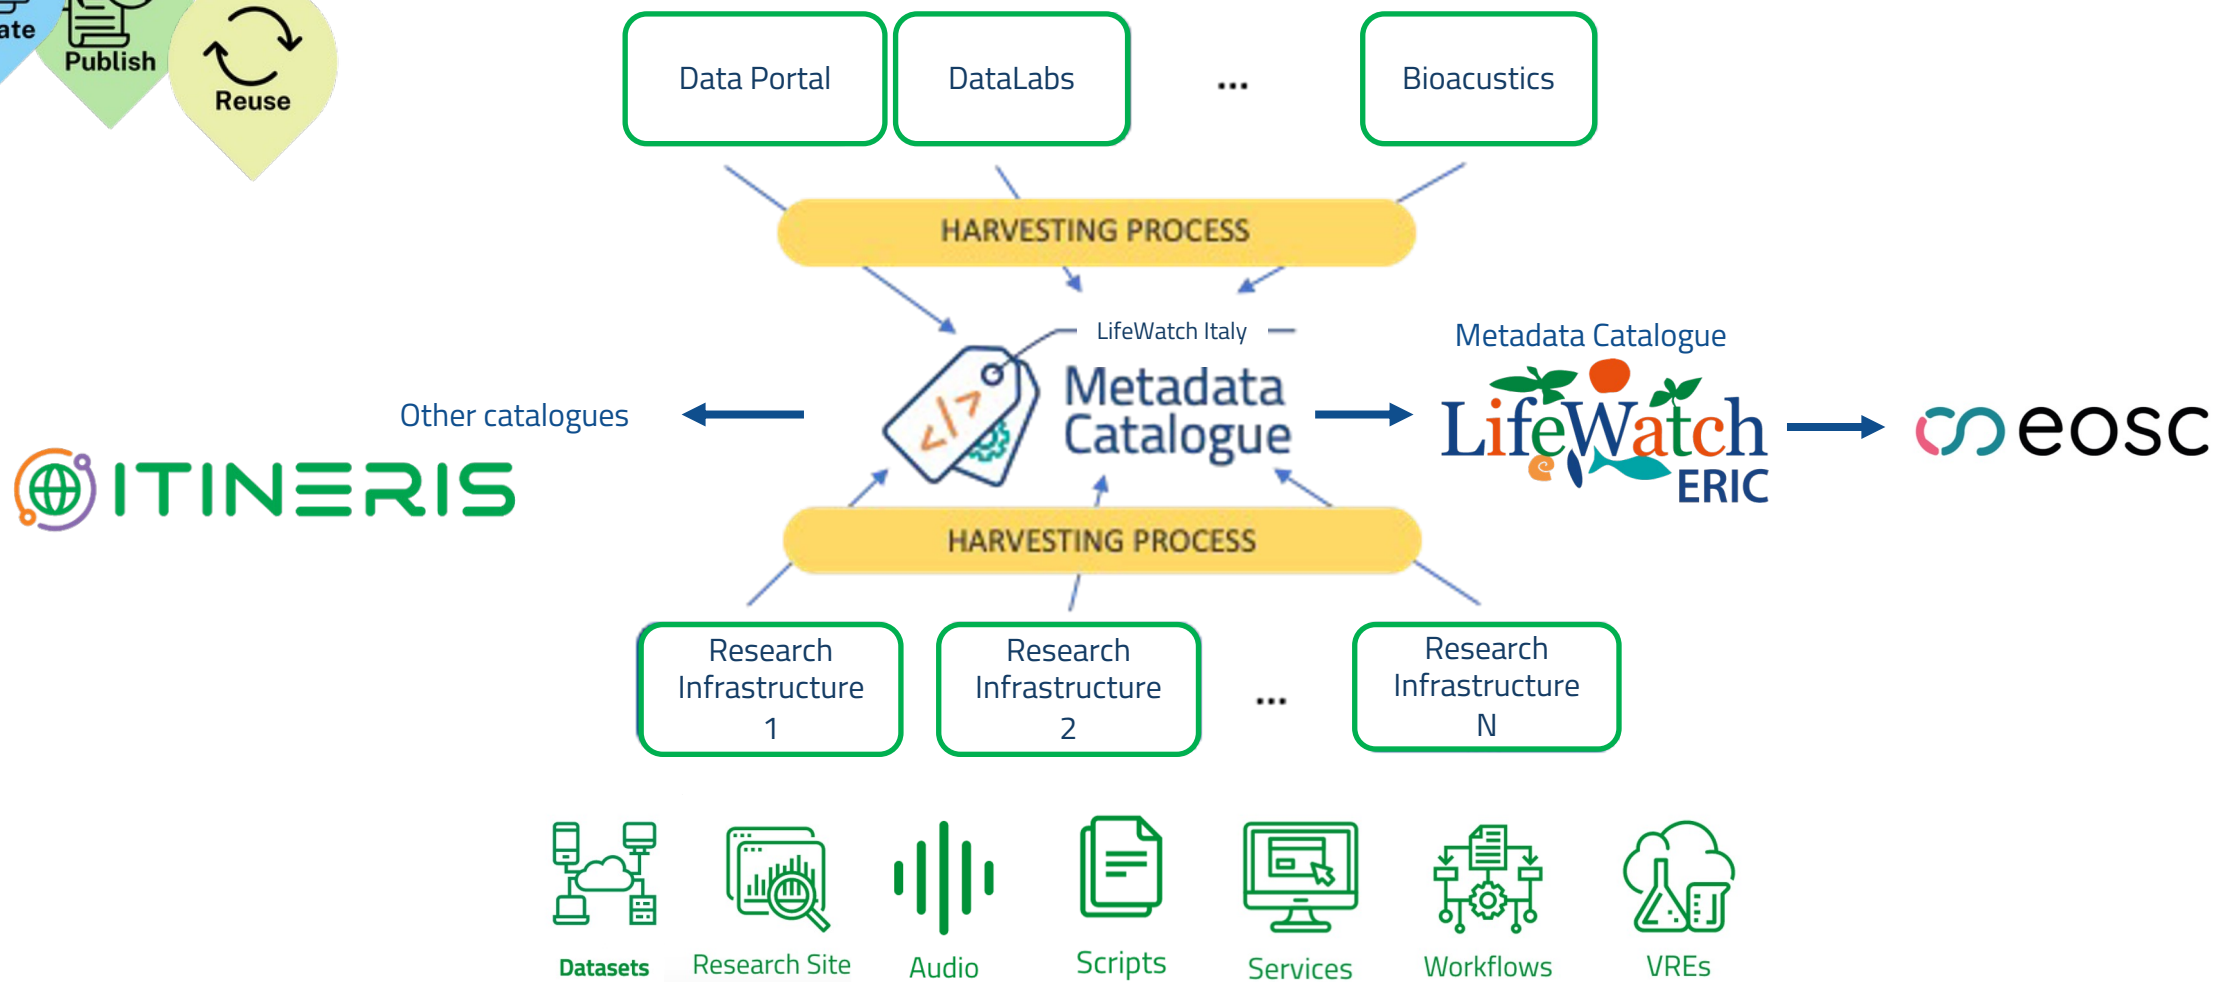 ate
Publish
Reuse
Data Portal
DataLabs
...
Bioacustics
HARVESTING PROCESS
LifeWatch Italy
Metadata
Catalogue
Other catalogues
ITINERIS
Metadata Catalogue
LifeWatch
ERIC
eosc
HARVESTING PROCESS
Research
Infrastructure
1
Research
Infrastructure
2
...
Research
Infrastructure
N
Datasets
Research Site
Audio
Scripts
Services
Workflows
VREs